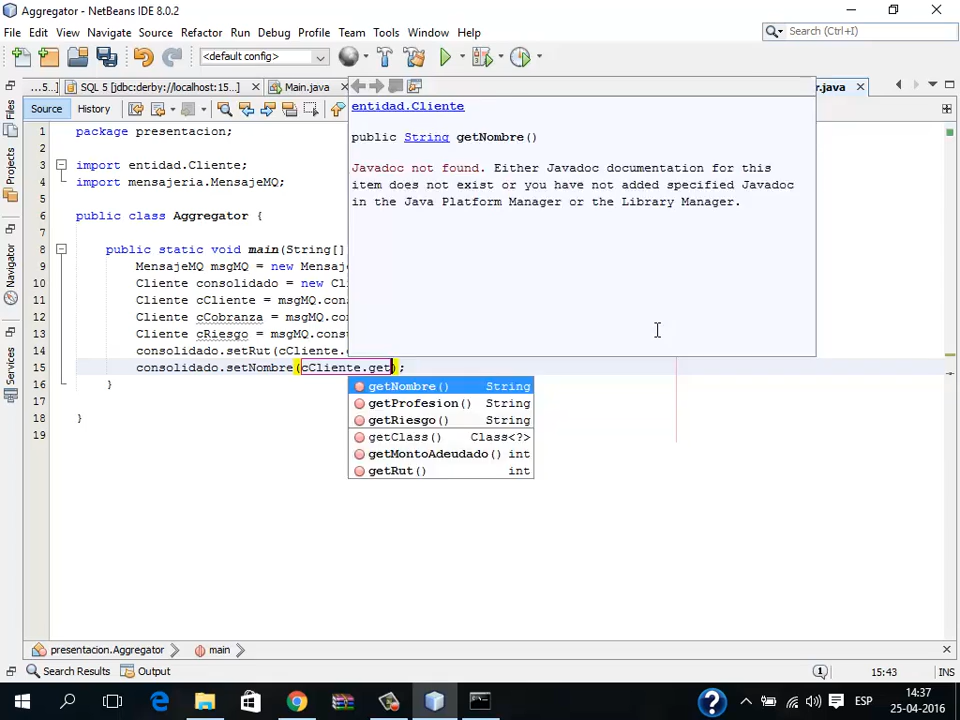 Aggregator - NetBeans IDE 8.0.2
File Edit View Navigate Source Refactor Run Debug Profile Team Tools Window Help
<default config>
Search (Ctrl+I)
...5...] SQL 5 [jdbc:derby://localhost:15...] Main.java r.java
Source History
entidad.Cliente
public String getNombre()
Javadoc not found. Either Javadoc documentation for this
item does not exist or you have not added specified Javadoc
in the Java Platform Manager or the Library Manager.
Files
Projects
Navigator
Services
1 package presentacion;
2
3 import entidad.Cliente;
4 import mensajeria.MensajeMQ;
5
6 public class Aggregator {
7
8 public static void main(String[]
9 MensajeMQ msgMQ = new Mensaje
10 Cliente consolidado = new Cl
11 Cliente cCliente = msgMQ.con
12 Cliente cCobranza = msgMQ.co
13 Cliente cRiesgo = msgMQ.cons
14 consolidado.setRut(cCliente.
15 consolidado.setNombre(cCliente.get);
16 }
17
18 }
19
getNombre() String
getProfesion() String
getRiesgo() String
getClass() Class<?>
getMontoAdeudado() int
getRut() int
presentacion.Aggregator main
Search Results Output
1 15:43 INS
ESP
14:37
25-04-2016